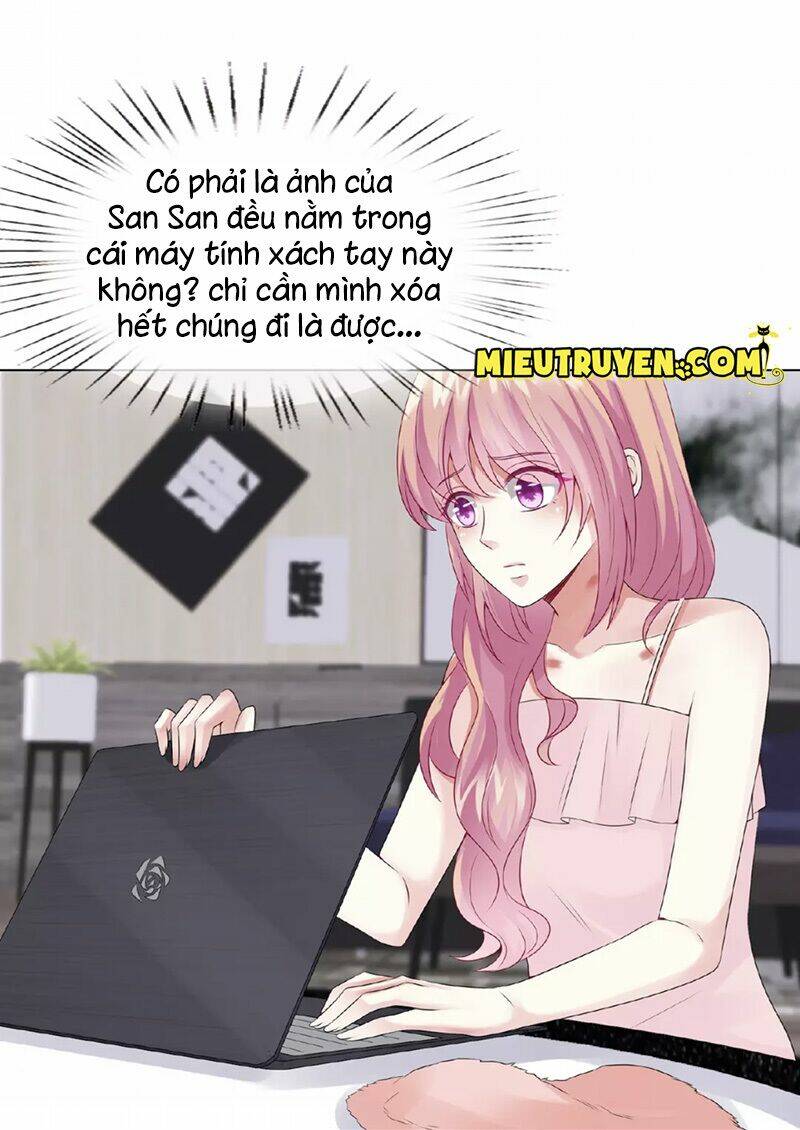 Có phải là ảnh của
San San đều nằm trong
cái máy tính xách tay này
không? chỉ cần mình xóa
hết chúng đi là được...
MIEUTRUYEN.COM